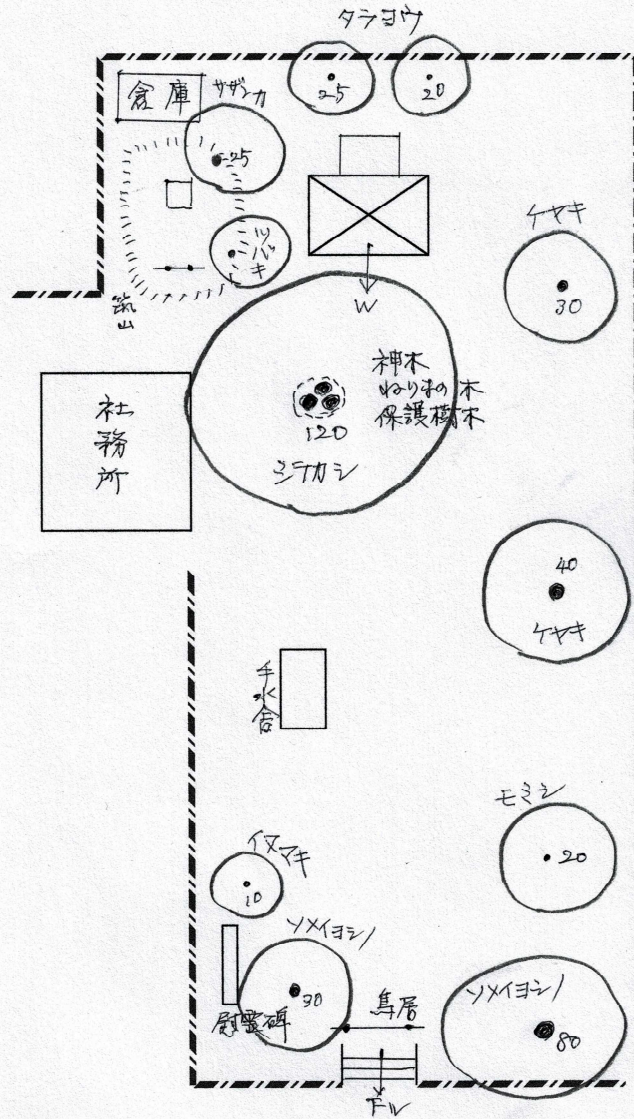 タラヨウ
25
20
倉庫
サザンカ
25
ツバキ
築山
W
ケヤキ
30
神木
ねりまの木
保護樹木
120
シラカシ
社務所
40
ケヤキ
手水舎
モミジ
20
イヌマキ
10
ソメイヨシノ
30
慰霊碑
鳥居
ソメイヨシノ
80
下ル